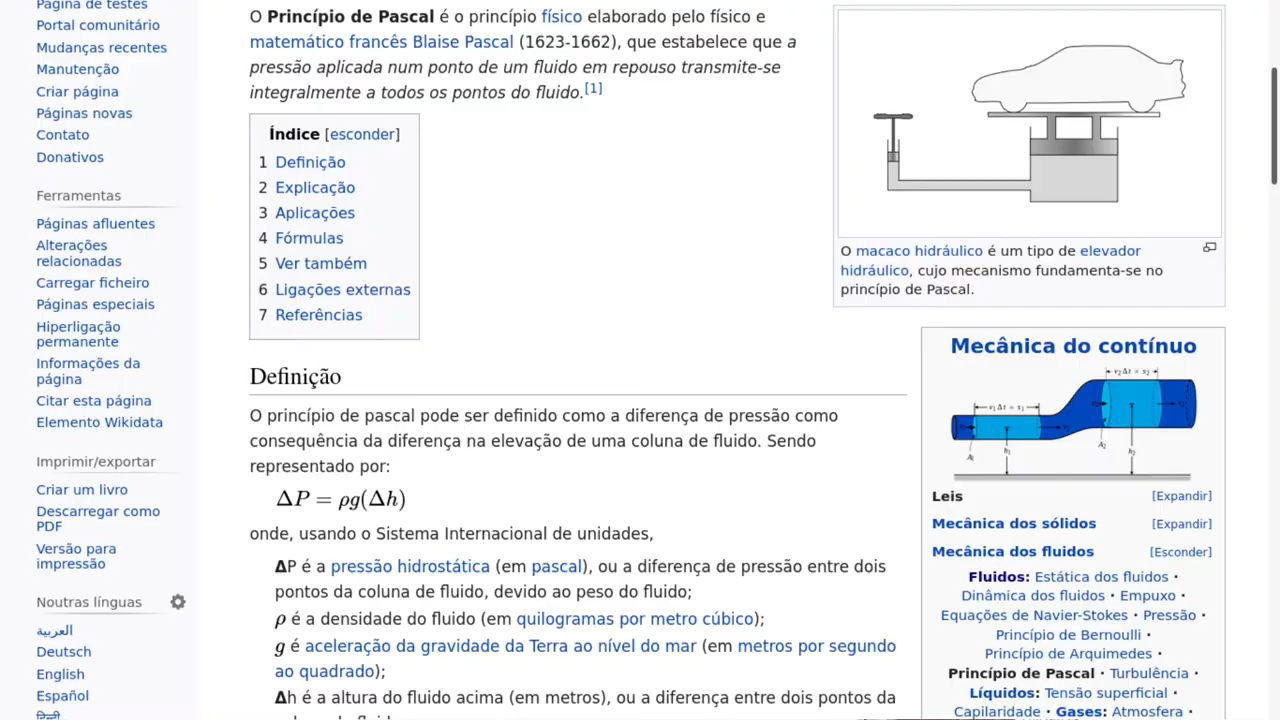 Página de testes
Portal comunitário
Mudanças recentes
Manutenção
Criar página
Páginas novas
Contato
Donativos
Ferramentas
Páginas afluentes
Alterações
relacionadas
Carregar ficheiro
Páginas especiais
Hiperligação
permanente
Informações da
página
Citar esta página
Elemento Wikidata
Imprimir/exportar
Criar um livro
Descarregar como
PDF
Versão para
impressão
Noutras línguas
العربية
Deutsch
English
Español
हिन्दी
O Princípio de Pascal é o princípio físico elaborado pelo físico e
matemático francês Blaise Pascal (1623-1662), que estabelece que a
pressão aplicada num ponto de um fluido em repouso transmite-se
integralmente a todos os pontos do fluido.[1]
Índice [esconder]
1 Definição
2 Explicação
3 Aplicações
4 Fórmulas
5 Ver também
6 Ligações externas
7 Referências
Definição
O princípio de pascal pode ser definido como a diferença de pressão como
consequência da diferença na elevação de uma coluna de fluido. Sendo
representado por:
ΔP = ρg(Δh)
onde, usando o Sistema Internacional de unidades,
ΔP é a pressão hidrostática (em pascal), ou a diferença de pressão entre dois
pontos da coluna de fluido, devido ao peso do fluido;
ρ é a densidade do fluido (em quilogramas por metro cúbico);
g é aceleração da gravidade da Terra ao nível do mar (em metros por segundo
ao quadrado);
Δh é a altura do fluido acima (em metros), ou a diferença entre dois pontos da
O macaco hidráulico é um tipo de elevador
hidráulico, cujo mecanismo fundamenta-se no
princípio de Pascal.
Mecânica do contínuo
v₂Δt × s₂
v₁Δt × s₁
A₁
h₁
A₂
h₂
Leis [Expandir]
Mecânica dos sólidos [Expandir]
Mecânica dos fluidos [Esconder]
Fluidos: Estática dos fluidos ·
Dinâmica dos fluidos · Empuxo ·
Equações de Navier-Stokes · Pressão ·
Princípio de Bernoulli ·
Princípio de Arquimedes ·
Princípio de Pascal · Turbulência ·
Líquidos: Tensão superficial ·
Capilaridade · Gases: Atmosfera ·